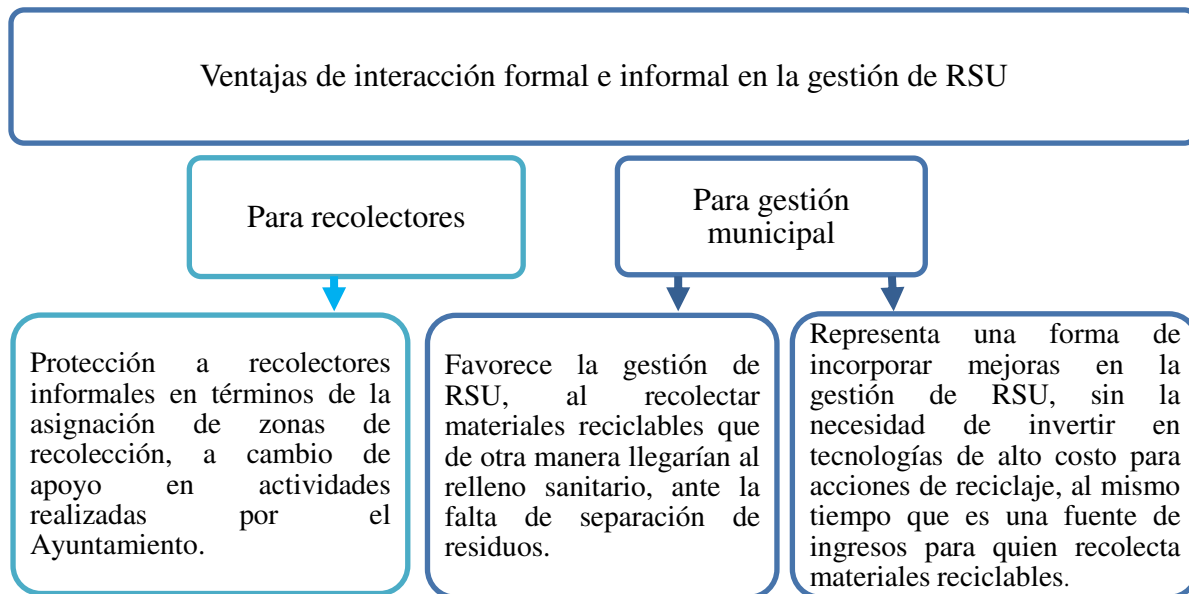 Ventajas de interacción formal e informal en la gestión de RSU
Para recolectores
Para gestión
municipal
Protección a recolectores
informales en términos de la
asignación de zonas de
recolección, a cambio de
apoyo en actividades
realizadas por el
Ayuntamiento.
Favorece la gestión de
RSU, al recolectar
materiales reciclables que
de otra manera llegarían al
relleno sanitario, ante la
falta de separación de
residuos.
Representa una forma de
incorporar mejoras en la
gestión de RSU, sin la
necesidad de invertir en
tecnologías de alto costo para
acciones de reciclaje, al mismo
tiempo que es una fuente de
ingresos para quien recolecta
materiales reciclables.